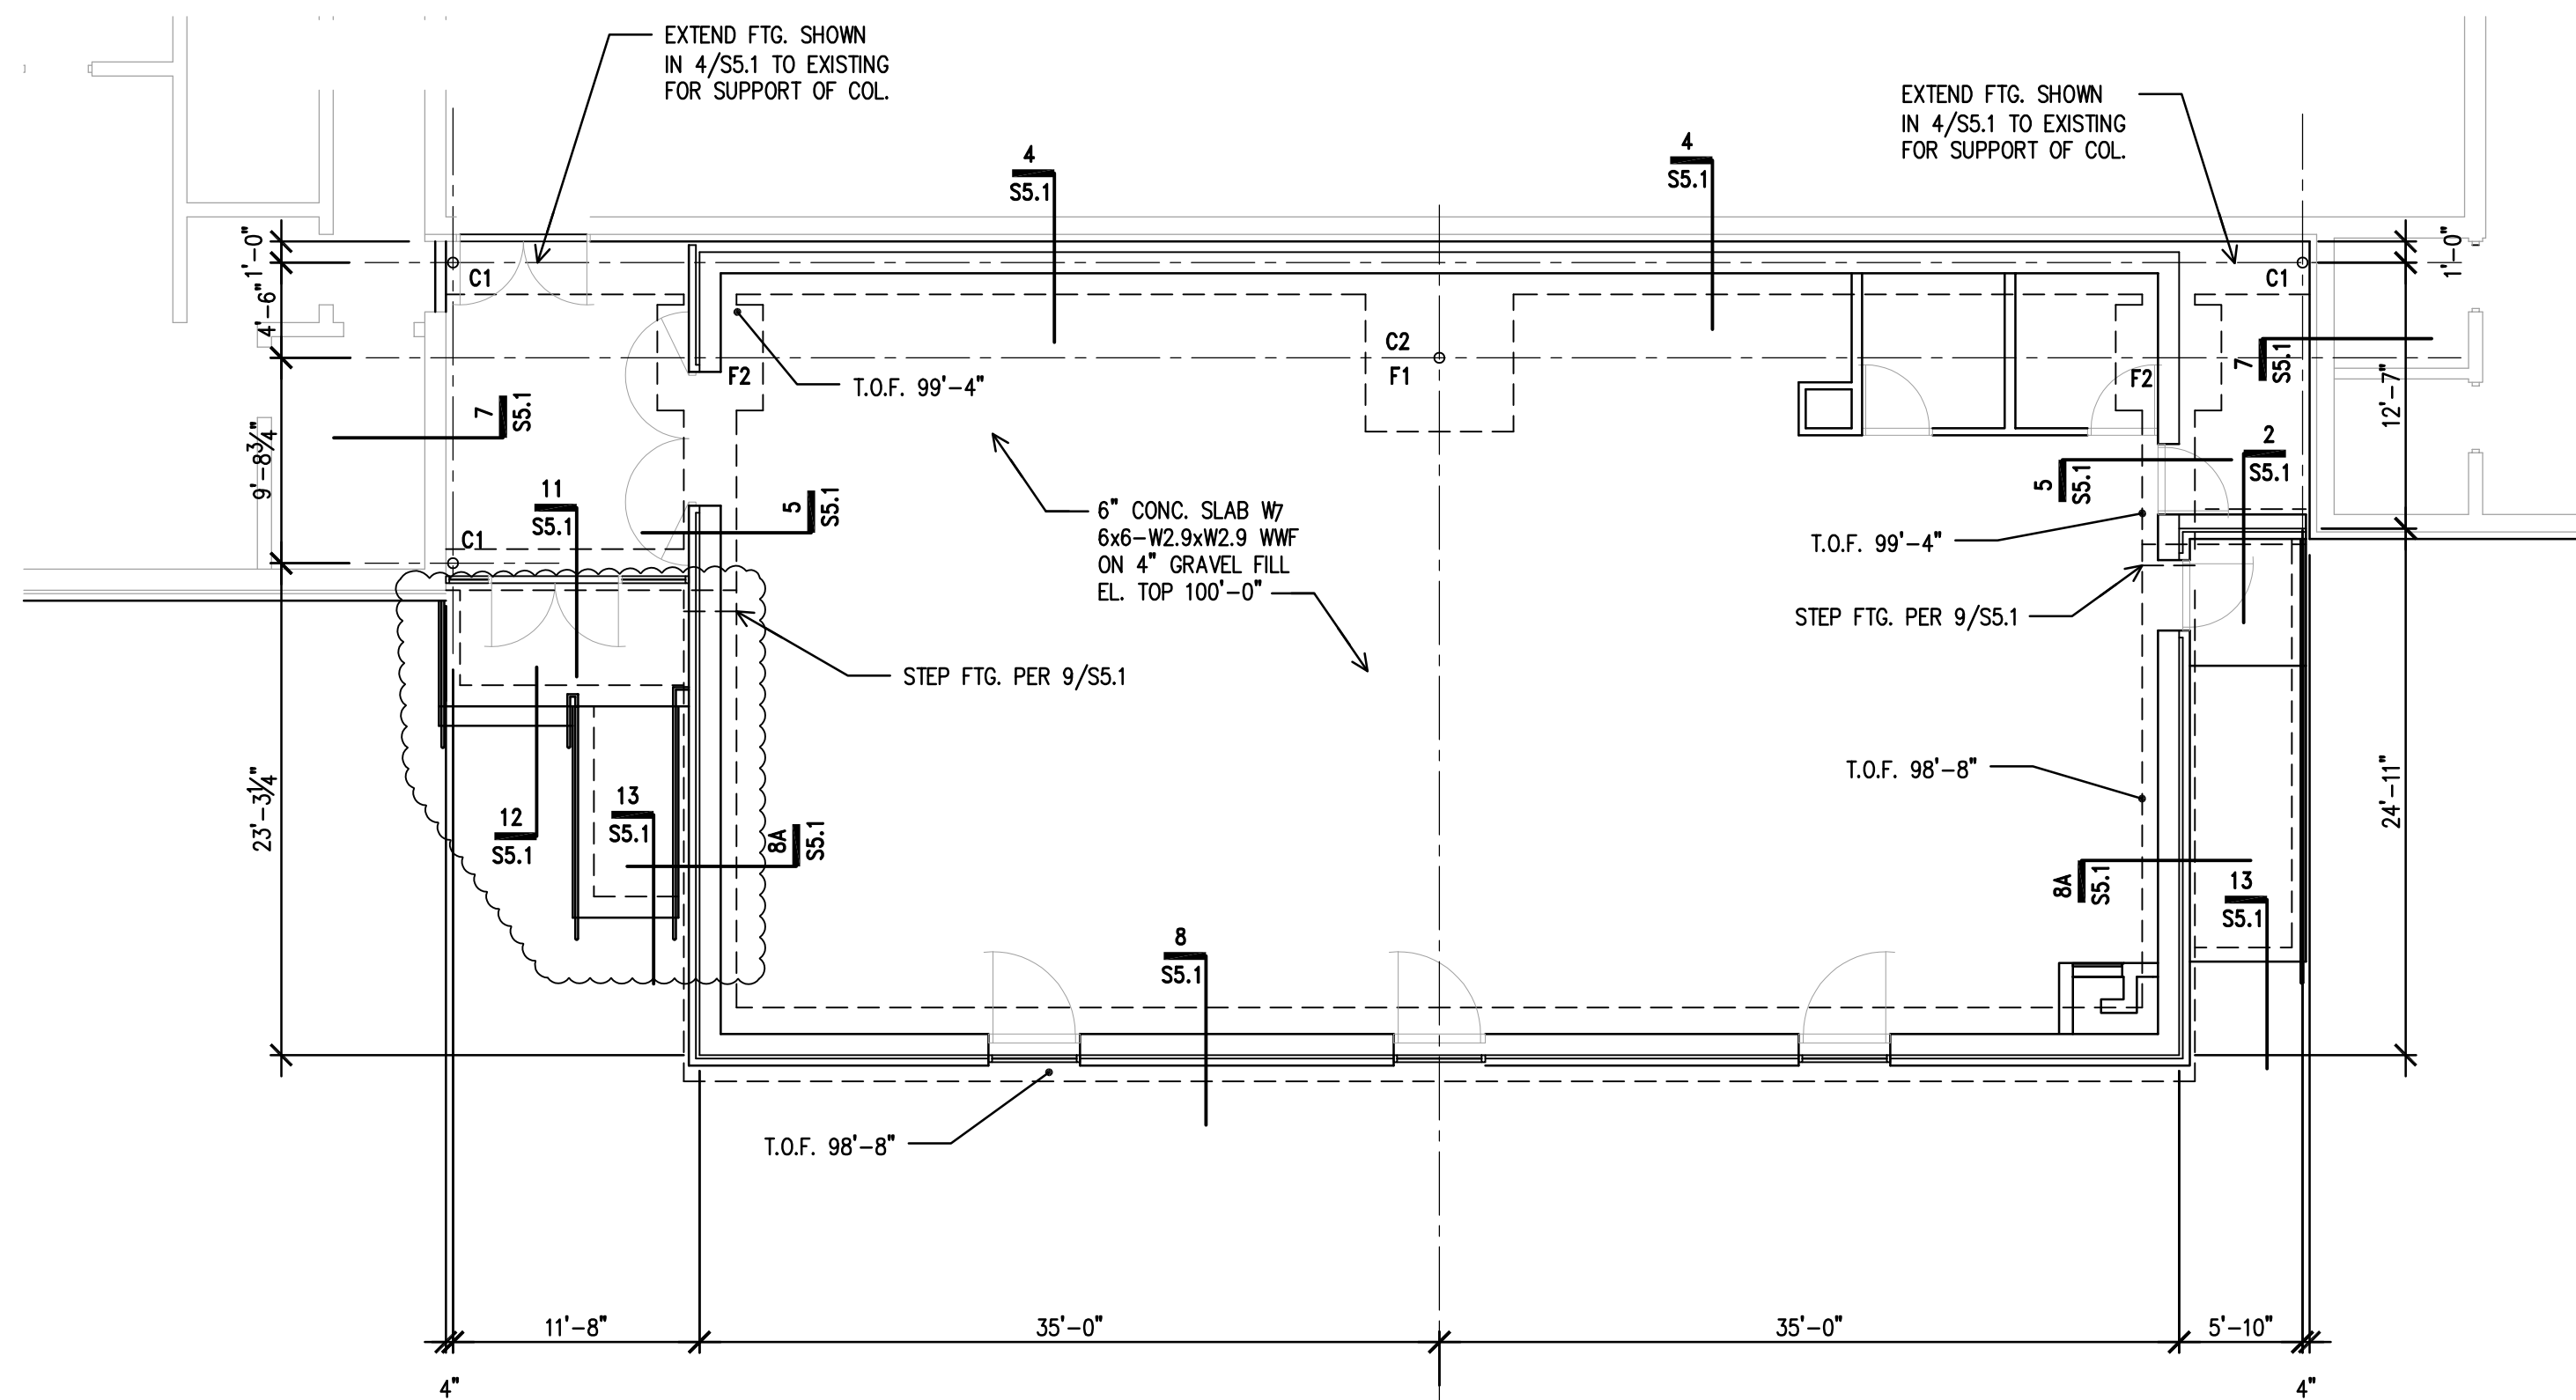 EXTEND FTG. SHOWN
IN 4/S5.1 TO EXISTING
FOR SUPPORT OF COL.
EXTEND FTG. SHOWN
IN 4/S5.1 TO EXISTING
FOR SUPPORT OF COL.
4
S5.1
4
S5.1
1'-0"
4'-6"
9'-8¾"
23'-3¼"
1'-0"
12'-7"
24'-11"
C1
C1
C2
F1
F2
F2
T.O.F. 99'-4"
7
S5.1
7
S5.1
2
S5.1
5
S5.1
5
S5.1
11
S5.1
C1
6" CONC. SLAB W/
6x6-W2.9xW2.9 WWF
ON 4" GRAVEL FILL
EL. TOP 100'-0"
T.O.F. 99'-4"
STEP FTG. PER 9/S5.1
STEP FTG. PER 9/S5.1
T.O.F. 98'-8"
12
S5.1
13
S5.1
8A
S5.1
8A
S5.1
13
S5.1
8
S5.1
T.O.F. 98'-8"
11'-8"
35'-0"
35'-0"
5'-10"
4"
4"